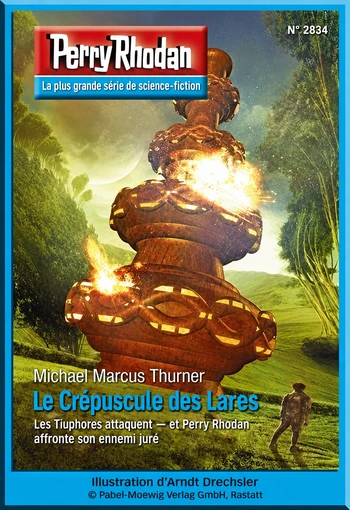 N° 2834
Perry Rhodan
La plus grande série de science-fiction
Michael Marcus Thurner
Le Crépuscule des Lares
Les Tiuphores attaquent — et Perry Rhodan
affronte son ennemi juré
Illustration d'Arndt Drechsler
© Pabel-Moewig Verlag GmbH, Rastatt